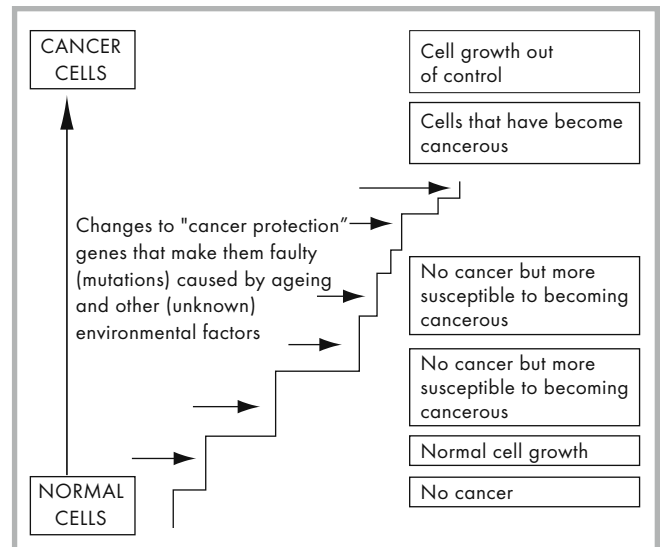 CANCER
CELLS
Cell growth out
of control
Cells that have become
cancerous
Changes to "cancer protection”
genes that make them faulty
(mutations) caused by ageing
and other (unknown)
environmental factors
No cancer but more
susceptible to becoming
cancerous
No cancer but more
susceptible to becoming
cancerous
Normal cell growth
NORMAL
CELLS
No cancer